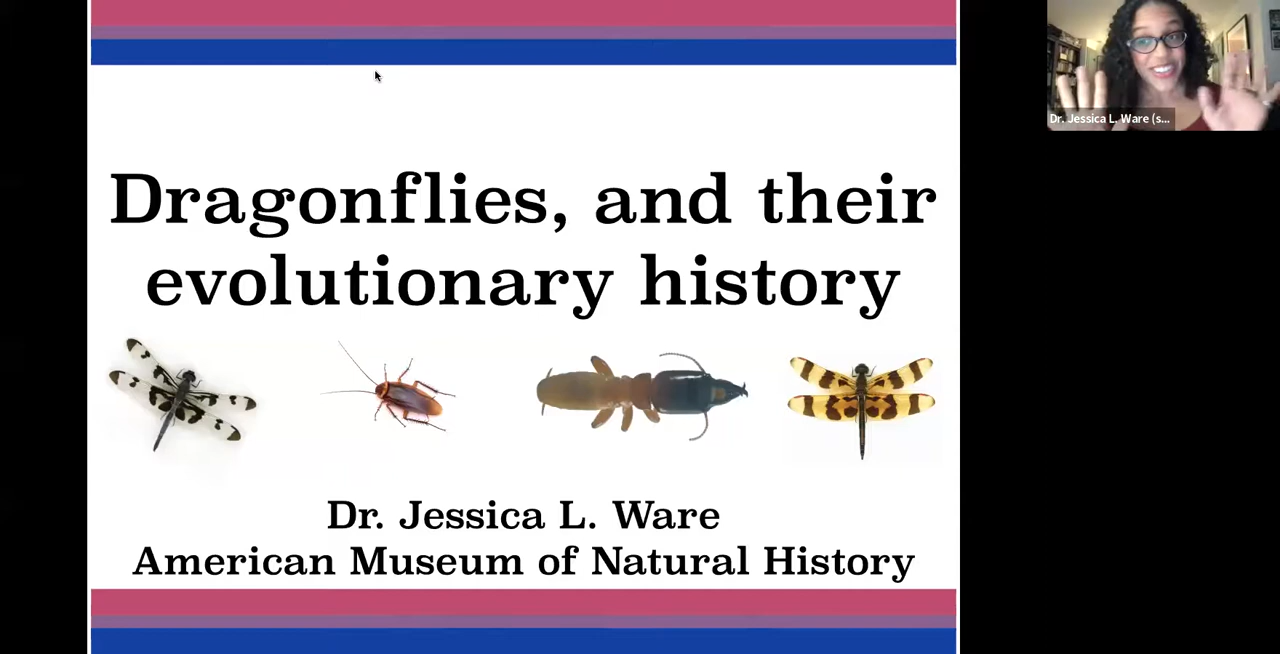 Dragonflies, and their
evolutionary history
Dr. Jessica L. Ware
American Museum of Natural History
Dr. Jessica L. Ware (s...